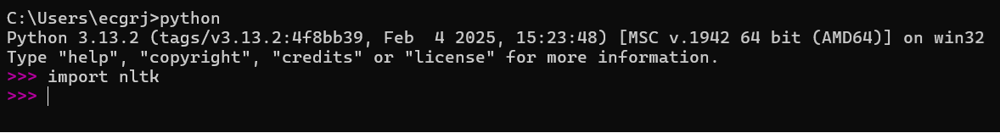 C:\Users\ecgrj>python
Python 3.13.2 (tags/v3.13.2:4f8bb39, Feb  4 2025, 15:23:48) [MSC v.1942 64 bit (AMD64)] on win32
Type "help", "copyright", "credits" or "license" for more information.
>>> import nltk
>>>